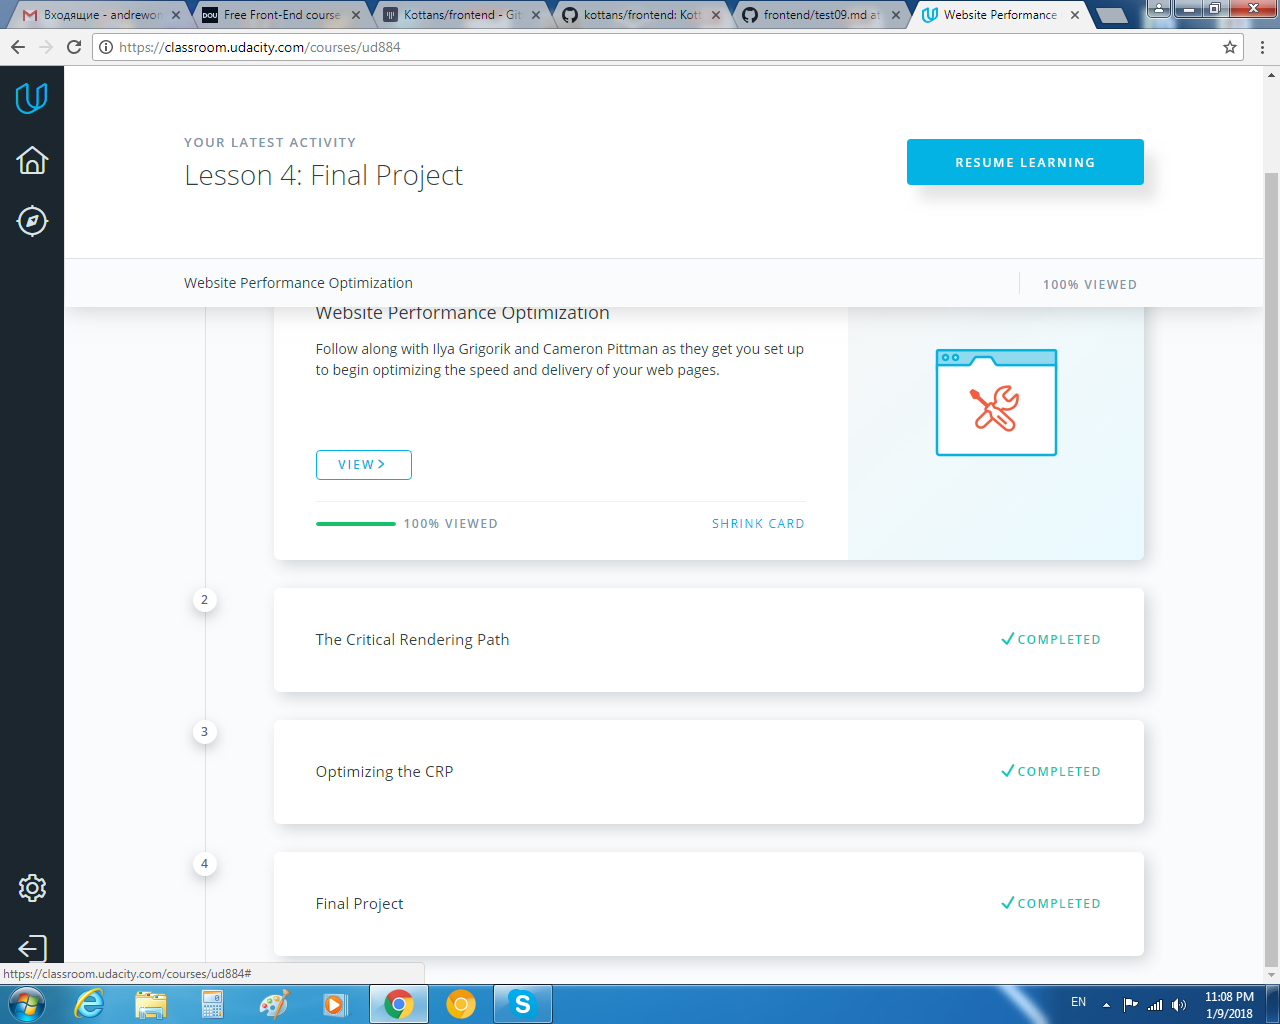 Входящие - andrewon
DOU
Free Front-End course
Kottans/frontend - Git
kottans/frontend: Kott
frontend/test09.md at
Website Performance
https://classroom.udacity.com/courses/ud884
YOUR LATEST ACTIVITY
Lesson 4: Final Project
RESUME LEARNING
Website Performance Optimization
100% VIEWED
Website Performance Optimization
Follow along with Ilya Grigorik and Cameron Pittman as they get you set up
to begin optimizing the speed and delivery of your web pages.
VIEW >
100% VIEWED
SHRINK CARD
2
The Critical Rendering Path
COMPLETED
3
Optimizing the CRP
COMPLETED
4
Final Project
COMPLETED
https://classroom.udacity.com/courses/ud884#
EN
11:08 PM
1/9/2018